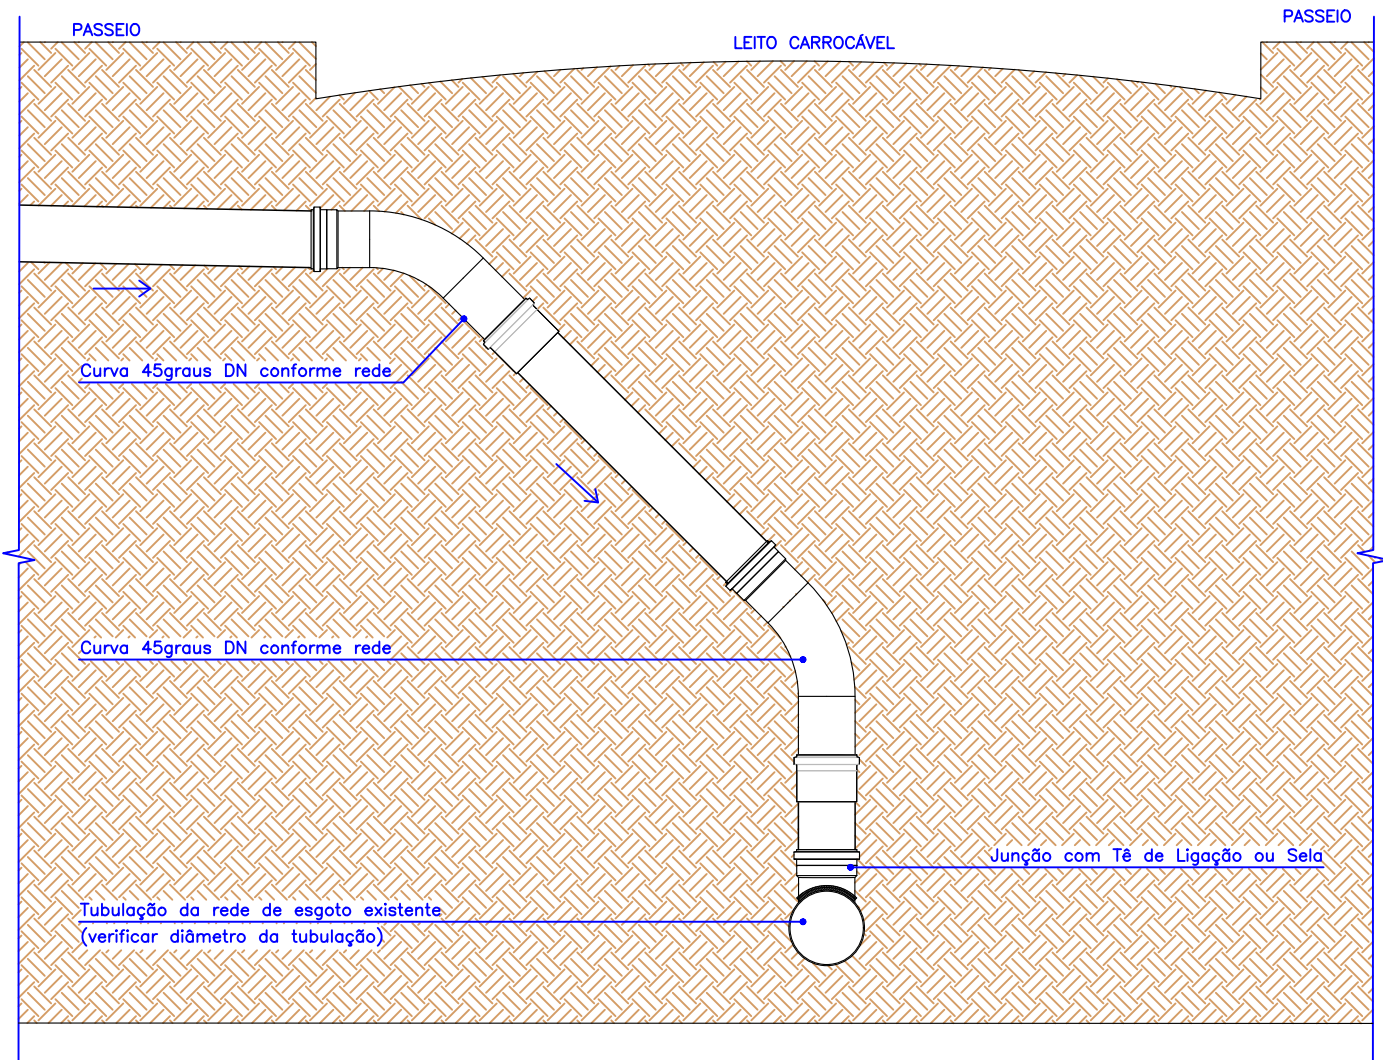 PASSEIO
PASSEIO
LEITO CARROCÁVEL
Curva 45graus DN conforme rede
Curva 45graus DN conforme rede
Junção com Tê de Ligação ou Sela
Tubulação da rede de esgoto existente
(verificar diâmetro da tubulação)